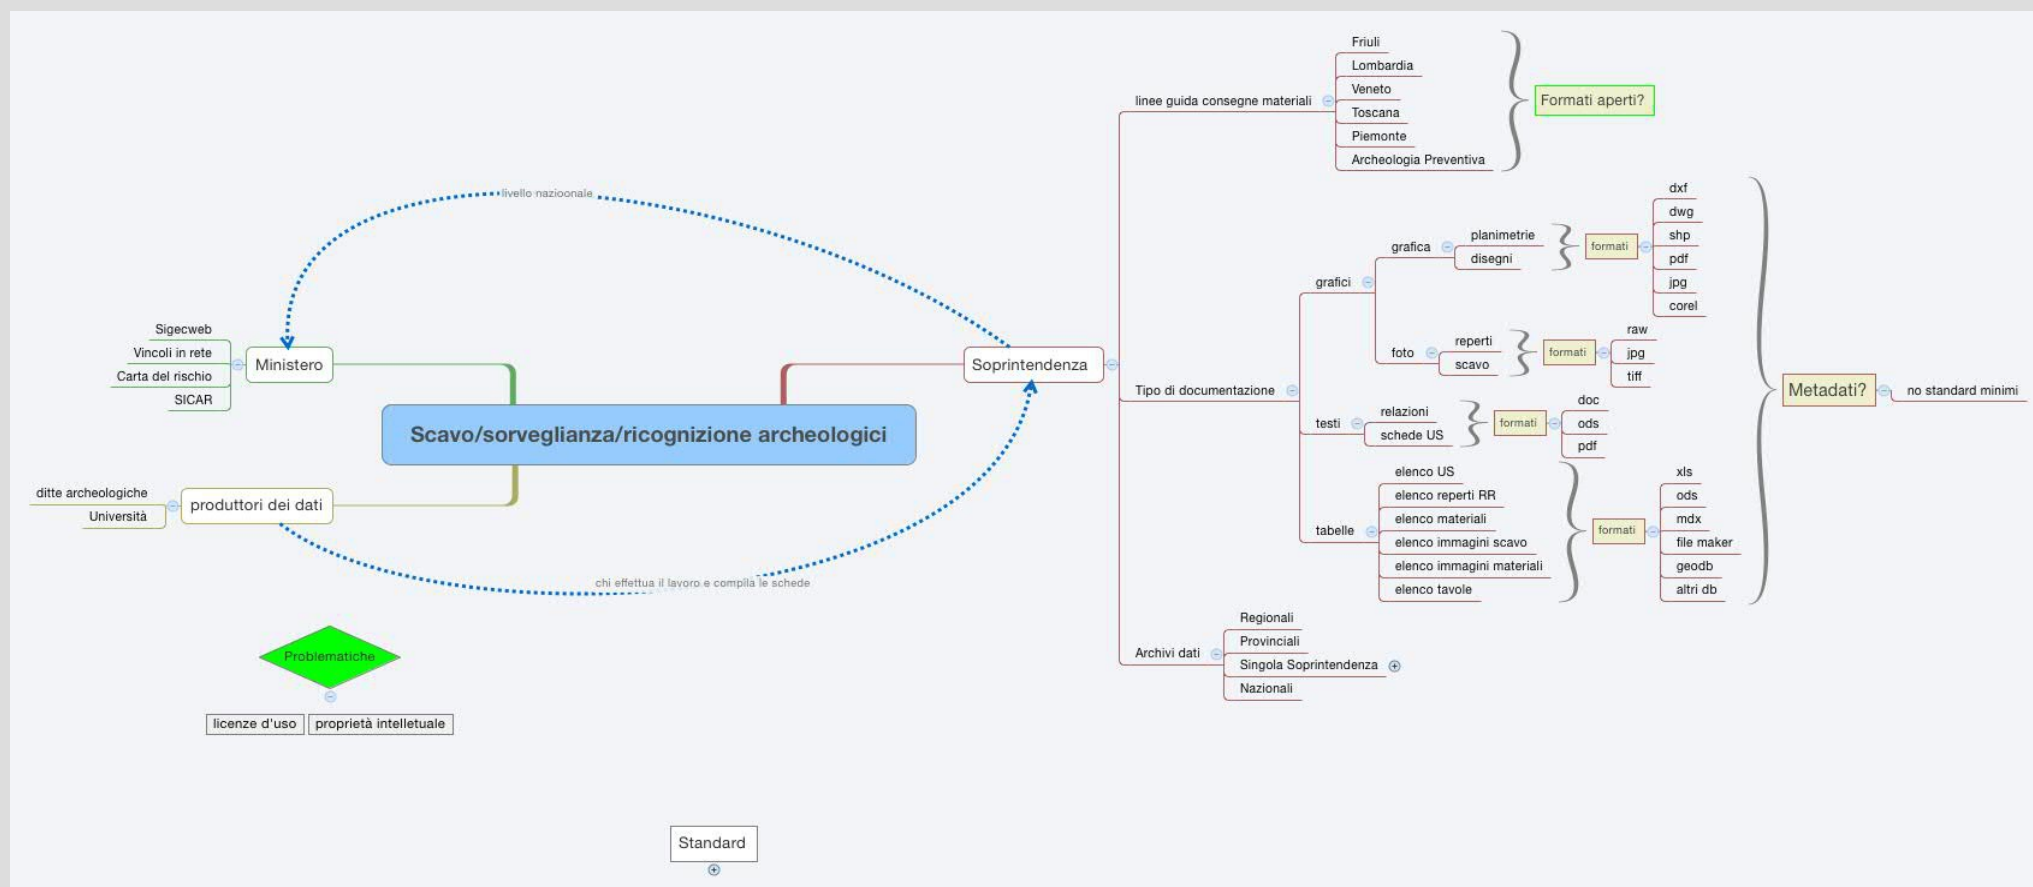 Scavo/sorveglianza/ricognizione archeologici
livello nazioonale
Ministero
Sigecweb
Vincoli in rete
Carta del rischio
SICAR
produttori dei dati
ditte archeologiche
Università
chi effettua il lavoro e compila le schede
Problematiche
licenze d'uso
proprietà intelletuale
Standard
Soprintendenza
linee guida consegne materiali
Friuli
Lombardia
Veneto
Toscana
Piemonte
Archeologia Preventiva
Formati aperti?
Tipo di documentazione
grafici
grafica
planimetrie
disegni
formati
dxf
dwg
shp
pdf
jpg
corel
foto
reperti
scavo
formati
raw
jpg
tiff
testi
relazioni
schede US
formati
doc
ods
pdf
tabelle
elenco US
elenco reperti RR
elenco materiali
elenco immagini scavo
elenco immagini materiali
elenco tavole
formati
xls
ods
mdx
file maker
geodb
altri db
Metadati?
no standard minimi
Archivi dati
Regionali
Provinciali
Singola Soprintendenza
Nazionali